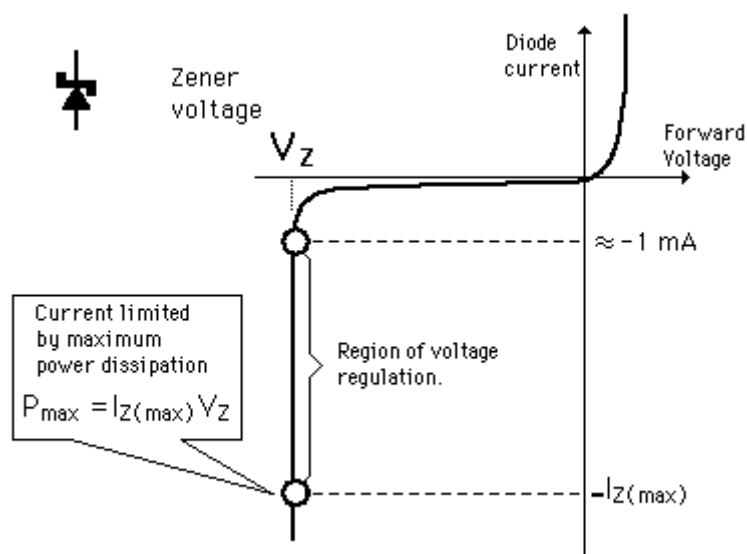 Diode
current
Zener
voltage
Forward
Voltage
VZ
≈ -1 mA
Current limited
by maximum
power dissipation
Pmax = IZ(max) VZ
Region of voltage
regulation.
-IZ(max)